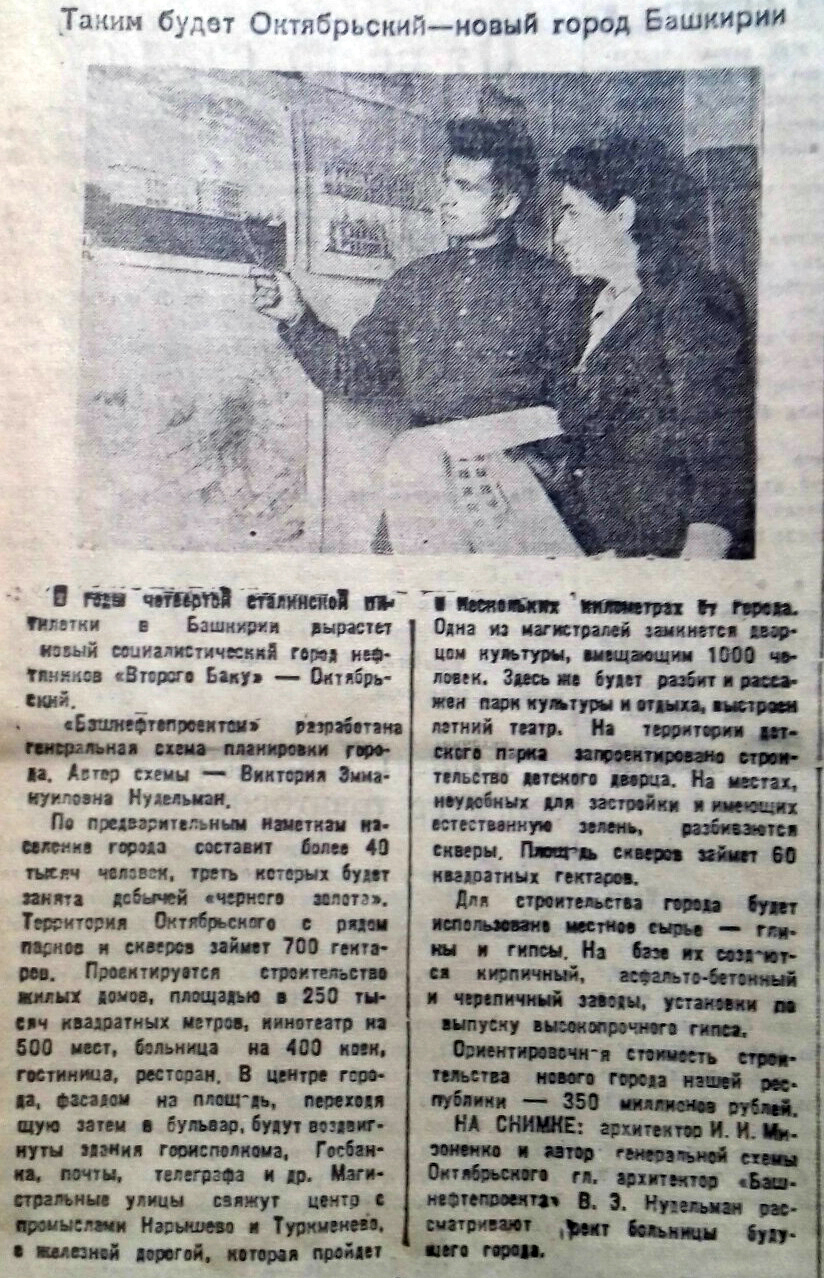 Таким будет Октябрьский—новый город Башкирии
В годы четвертой сталинской пя-
тилетки в Башкирии вырастет
новый социалистический город неф-
тяников «Второго Баку» — Октябрь-
ский.
«Башнефтепроектом» разработана
генеральная схема планировки горо-
да. Автор схемы — Виктория Эмма-
нуиловна Нудельман.
По предварительным наметкам на-
селение города составит более 40
тысяч человек, треть которых будет
занята добычей «черного золота».
Территория Октябрьского с рядом
парков и скверов займет 700 гекта-
ров. Проектируется строительство
жилых домов, площадью в 250 ты-
сяч квадратных метров, кинотеатр на
500 мест, больница на 400 коек,
гостиница, ресторан. В центре горо-
да, фасадом на площ дь, переходя
щую затем в бульвар, будут воздвиг-
нуты здания горисполкома, Госбан-
ка, почты, телеграфа и др. Маги-
стральные улицы свяжут центр с
промыслами Нарышево и Туркменево,
с железной дорогой, которая пройдет
в нескольких километрах от города.
Одна из магистралей замкнется двор-
цом культуры, вмещающим 1000 че-
ловек. Здесь же будет разбит и расса-
жен парк культуры и отдыха, выстроен
летний театр. На территории дет-
ского парка запроектировано строи-
тельство детского дворца. На местах,
неудобных для застройки и имеющих
естественную зелень, разбиваются
скверы. Площ дь скверов займет 60
квадратных гектаров.
Для строительства города будет
использовано местное сырье — гли-
ны и гипсы. На базе их созд ют-
ся кирпичный, асфальто-бетонный
и черепичный заводы, установки по
выпуску высокопрочного гипса.
Ориентировочн я стоимость строи-
тельства нового города нашей рес-
публики — 350 миллионов рублей.
НА СНИМКЕ: архитектор И. И. Ми-
роненко и автор генеральной схемы
Октябрьского гл. архитектор «Баш-
нефтепроекта» В. Э. Нудельман рас-
сматривают больницы буду-
щего города.